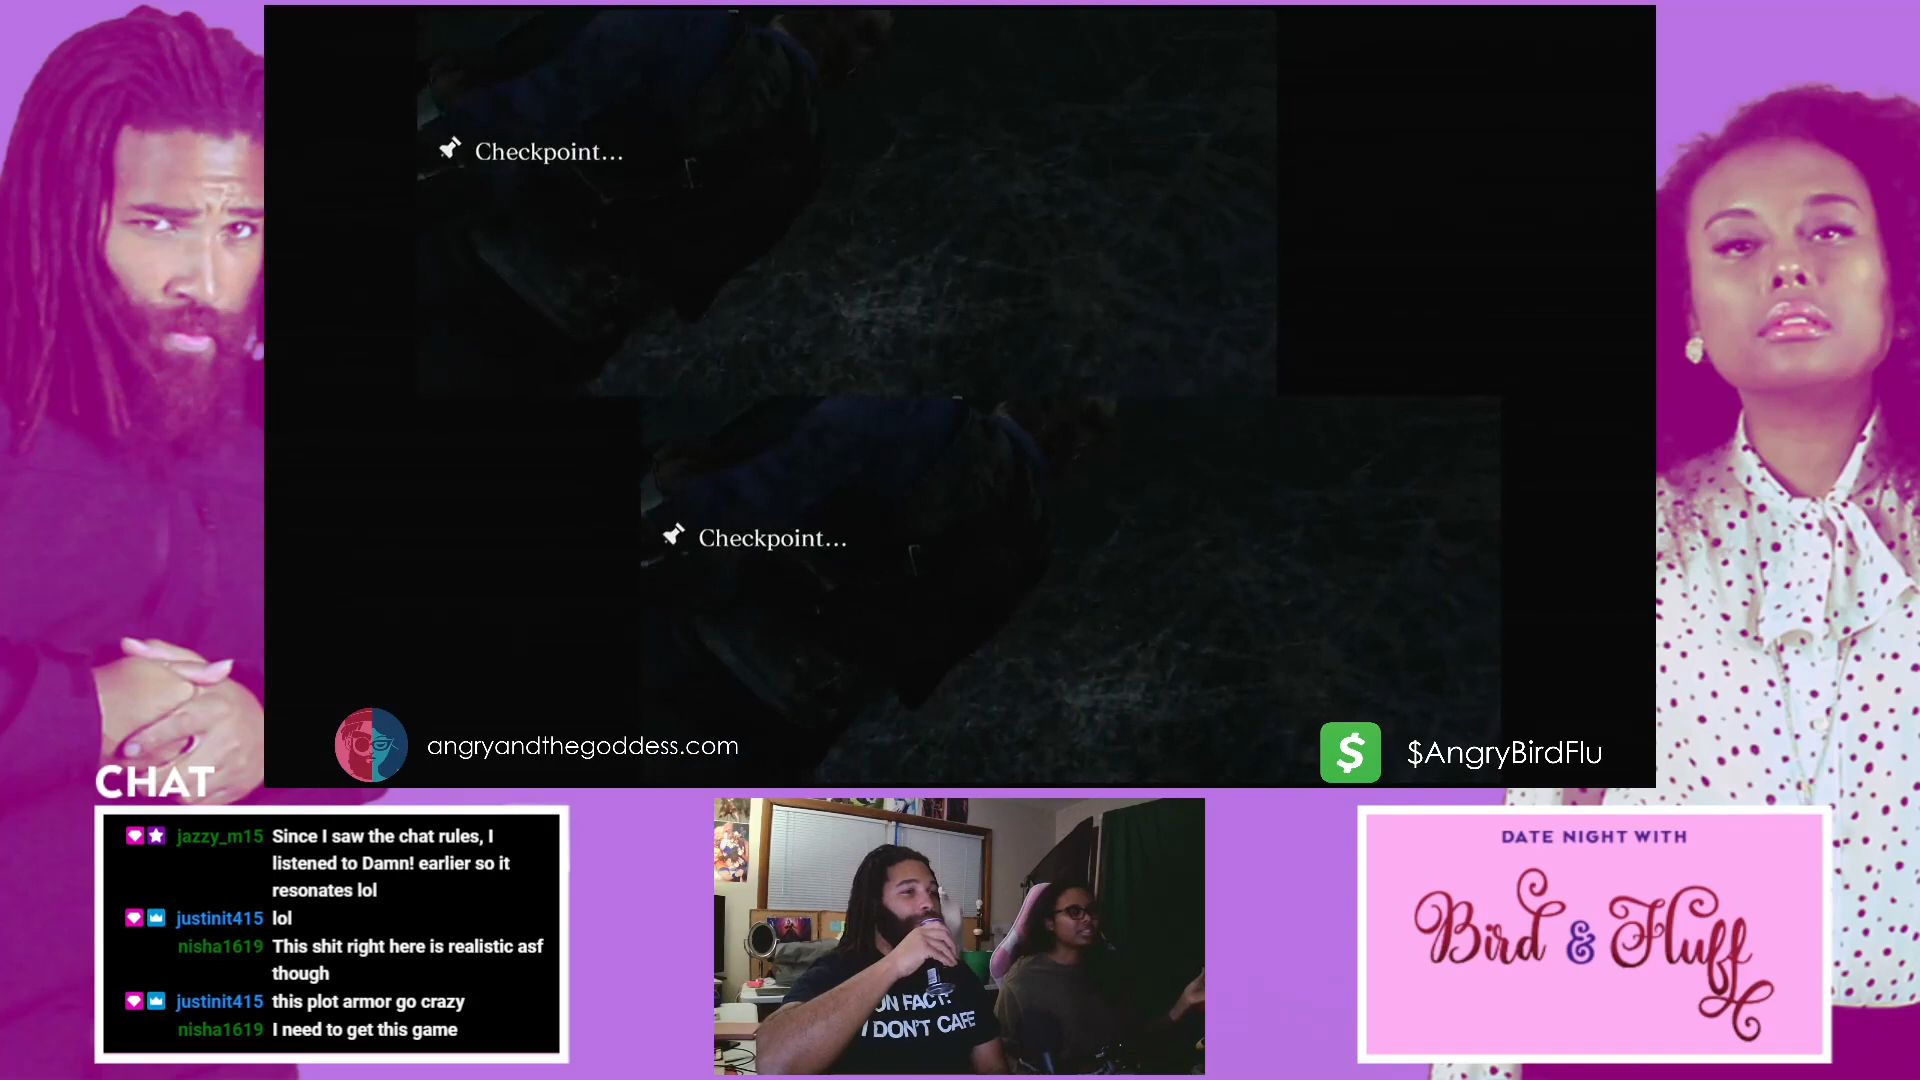 Checkpoint...
Checkpoint...
angryandthegoddess.com
$
$AngryBirdFlu
CHAT
jazzy_m15 Since I saw the chat rules, I
listened to Damn! earlier so it
resonates lol
justinit415 lol
nisha1619 This shit right here is realistic asf
though
justinit415 this plot armor go crazy
nisha1619 I need to get this game
ON FACT:
I DON'T CARE
DATE NIGHT WITH
Bird & Fluff